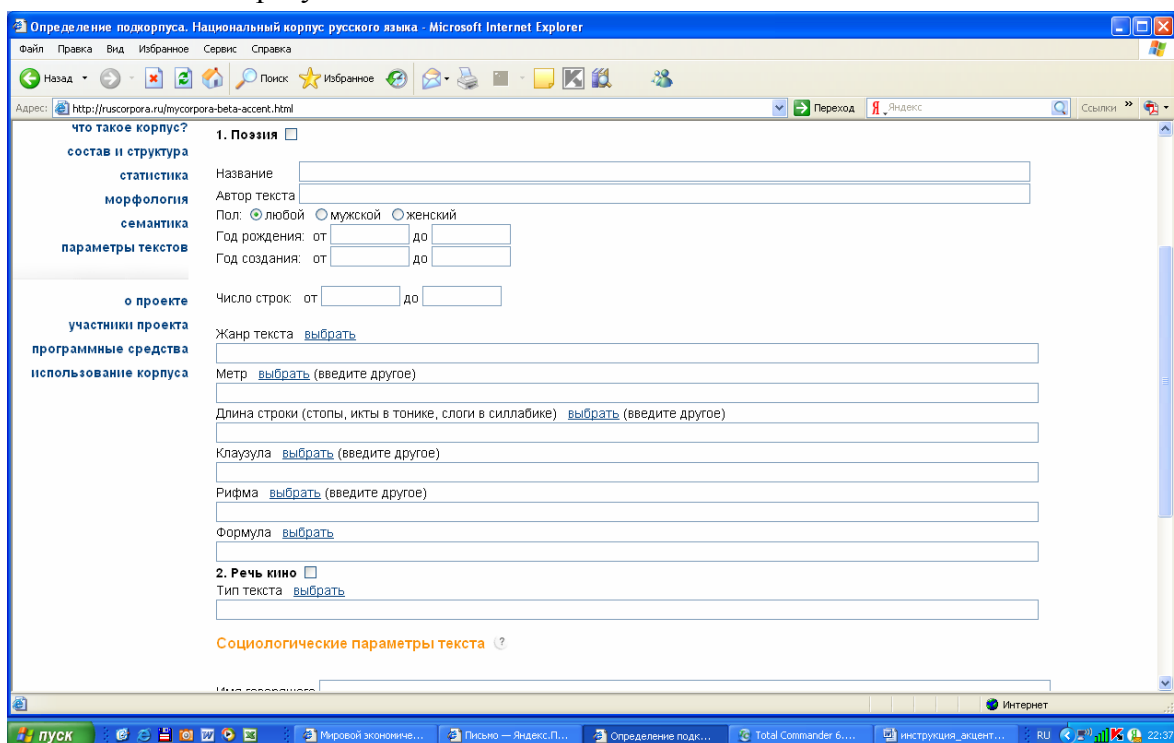 Определение подкорпуса. Национальный корпус русского языка - Microsoft Internet Explorer
Файл Правка Вид Избранное Сервис Справка
Назад Поиск Избранное
Адрес: http://ruscorpora.ru/mycorpora-beta-accent.html Переход Яндекс Ссылки »
что такое корпус?
состав и структура
статистика
морфология
семантика
параметры текстов
о проекте
участники проекта
программные средства
использование корпуса
1. Поэзия
Название
Автор текста
Пол: любой мужской женский
Год рождения: от до
Год создания: от до
Число строк: от до
Жанр текста выбрать
Метр выбрать (введите другое)
Длина строки (стопы, икты в тонике, слоги в силлабике) выбрать (введите другое)
Клаузула выбрать (введите другое)
Рифма выбрать (введите другое)
Формула выбрать
2. Речь кино
Тип текста выбрать
Социологические параметры текста ?
Имя говорящего
Интернет
пуск Мировой экономиче... Письмо — Яндекс.П... Определение подк... Total Commander 6.... инструкция_акцент... RU 22:37